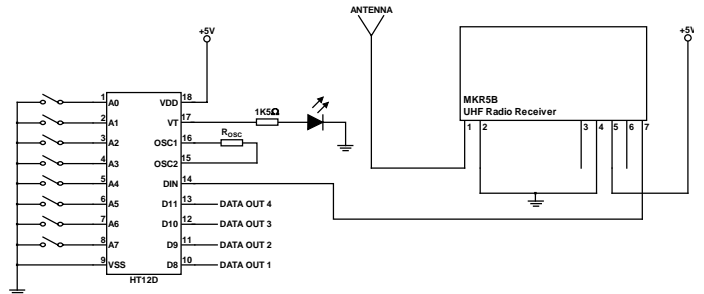 ANTENNA
+5V
+5V
MKR5B
UHF Radio Receiver
1 2 3 4 5 6 7
1 A0 VDD 18
2 A1 VT 17 1K5Ω
3 A2 OSC1 16 ROSC
4 A3 OSC2 15
5 A4 DIN 14
6 A5 D11 13 DATA OUT 4
7 A6 D10 12 DATA OUT 3
8 A7 D9 11 DATA OUT 2
9 VSS D8 10 DATA OUT 1
HT12D